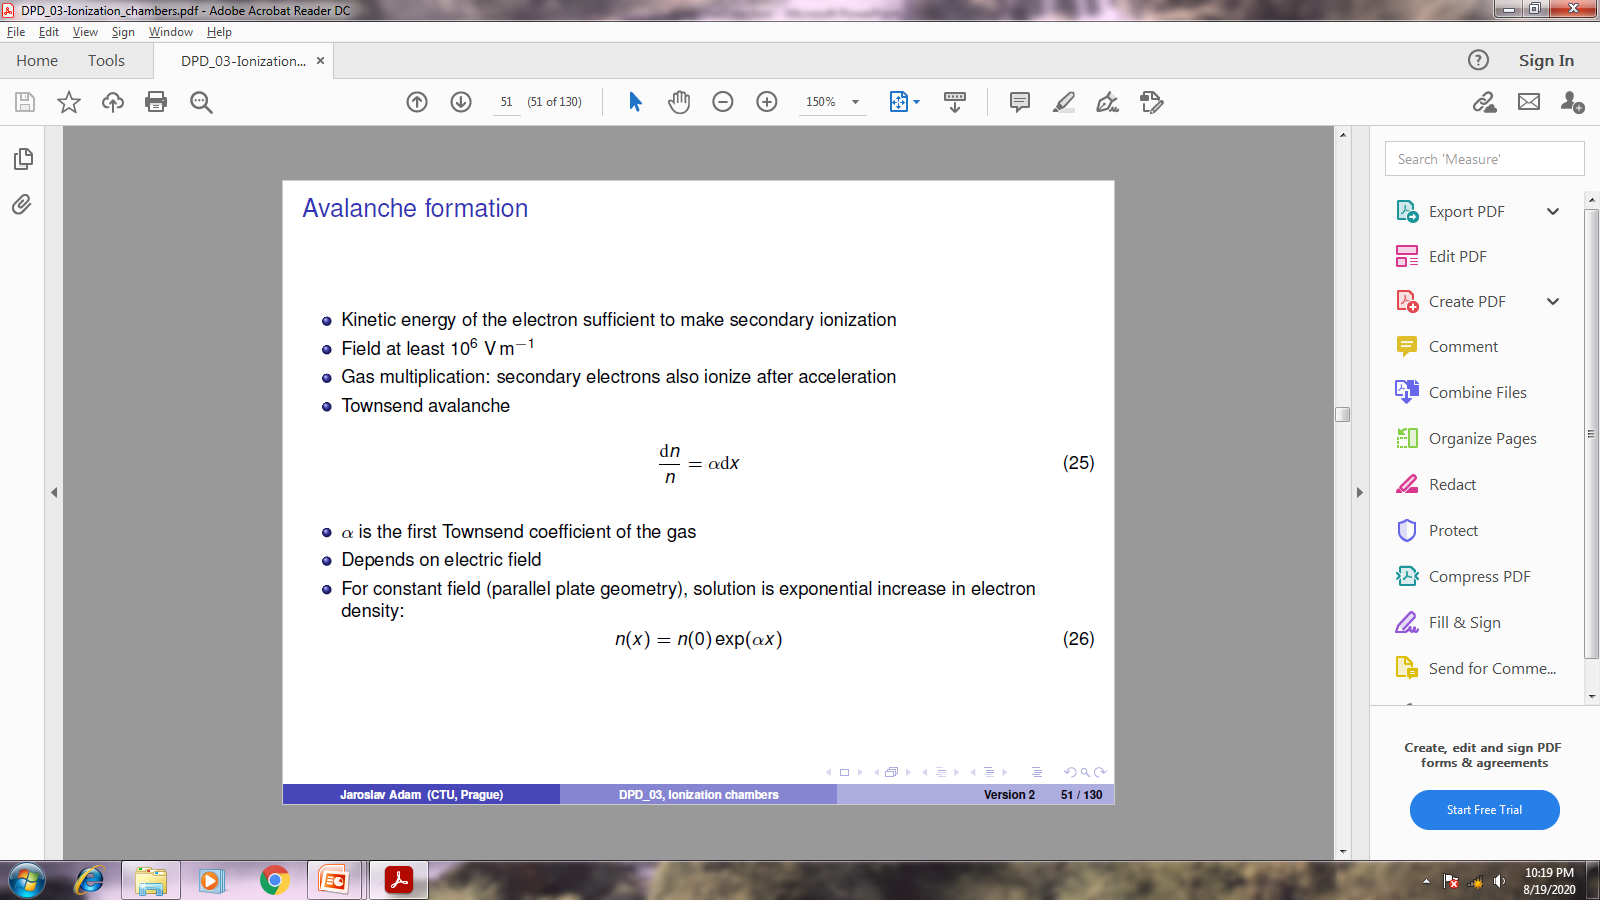 DPD_03-Ionization_chambers.pdf - Adobe Acrobat Reader DC
File Edit View Sign Window Help
Home Tools DPD_03-Ionization... × ? Sign In
51 (51 of 130) 150%
Search 'Measure'
Avalanche formation
Kinetic energy of the electron sufficient to make secondary ionization
Field at least 10⁶ V m⁻¹
Gas multiplication: secondary electrons also ionize after acceleration
Townsend avalanche
dn/n = αdx (25)
α is the first Townsend coefficient of the gas
Depends on electric field
For constant field (parallel plate geometry), solution is exponential increase in electron
density:
n(x) = n(0) exp(αx) (26)
Jaroslav Adam (CTU, Prague) DPD_03, Ionization chambers Version 2 51 / 130
Export PDF
Edit PDF
Create PDF
Comment
Combine Files
Organize Pages
Redact
Protect
Compress PDF
Fill & Sign
Send for Comme...
Create, edit and sign PDF
forms & agreements
Start Free Trial
10:19 PM
8/19/2020